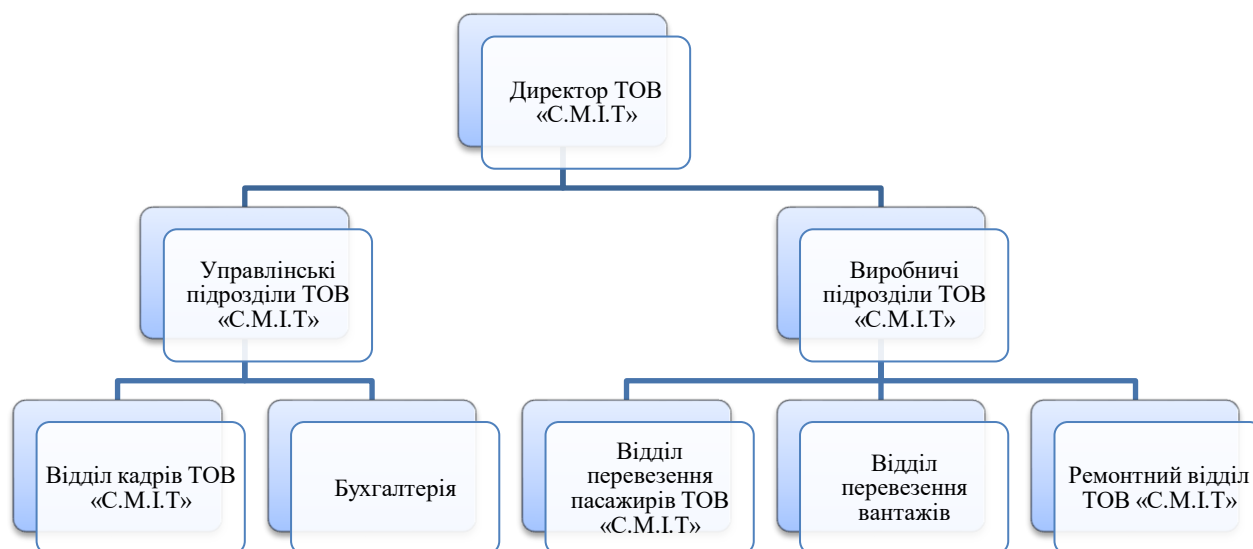 Директор ТОВ
«С.М.І.Т»
Управлінські
підрозділи ТОВ
«С.М.І.Т»
Виробничі
підрозділи ТОВ
«С.М.І.Т»
Відділ кадрів ТОВ
«С.М.І.Т»
Бухгалтерія
Відділ
перевезення
пасажирів ТОВ
«С.М.І.Т»
Відділ
перевезення
вантажів
Ремонтний відділ
ТОВ «С.М.І.Т»